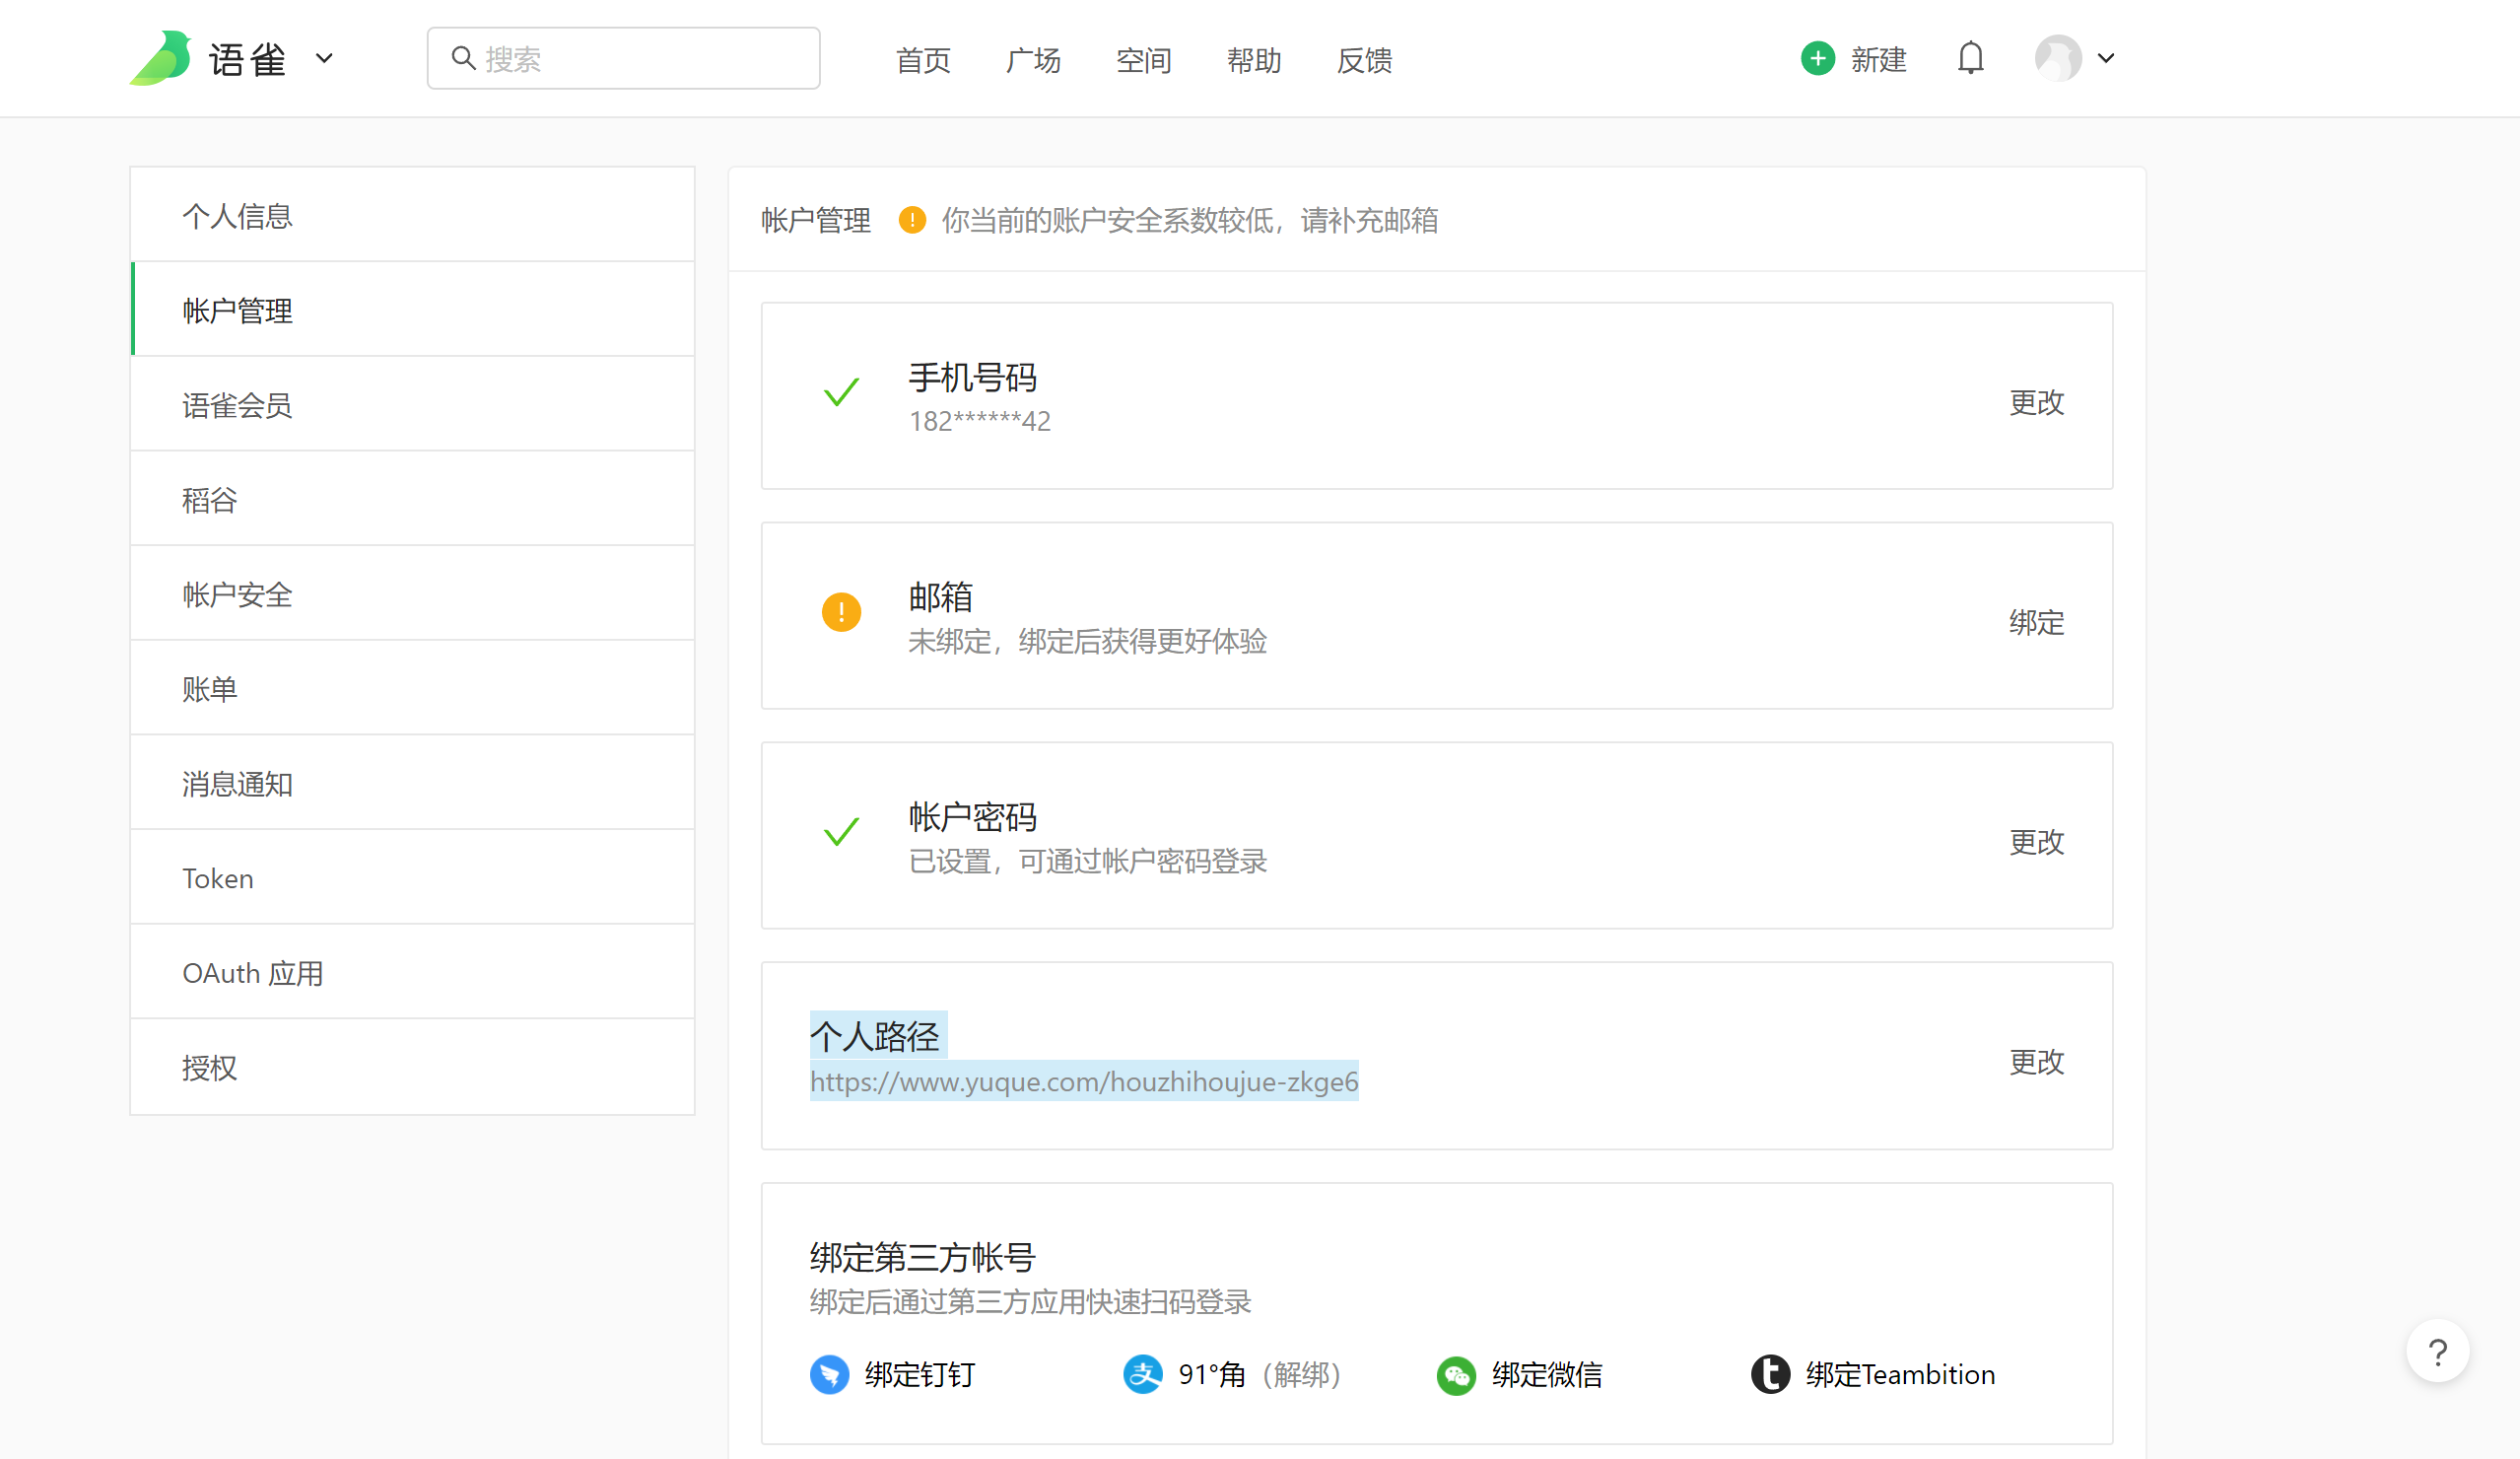 语雀
搜索
首页 广场 空间 帮助 反馈
新建
个人信息
帐户管理
语雀会员
稻谷
帐户安全
账单
消息通知
Token
OAuth 应用
授权
帐户管理 你当前的账户安全系数较低，请补充邮箱
手机号码
182******42
更改
邮箱
未绑定，绑定后获得更好体验
绑定
帐户密码
已设置，可通过帐户密码登录
更改
个人路径
https://www.yuque.com/houzhihoujue-zkge6
更改
绑定第三方帐号
绑定后通过第三方应用快速扫码登录
绑定钉钉 91°角（解绑） 绑定微信 绑定Teambition
?